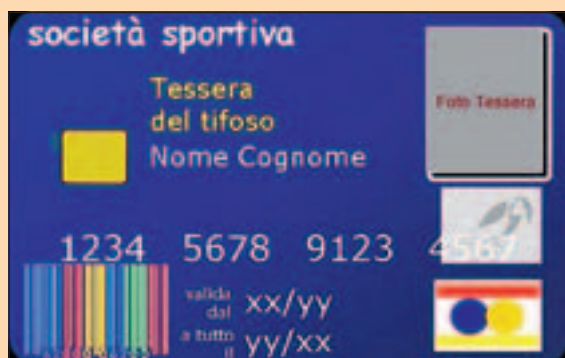 società sportiva
Foto Tessera
Tessera
del tifoso
Nome Cognome
1234 5678 9123 4567
valida
dal xx/yy
a tutto
il yy/xx